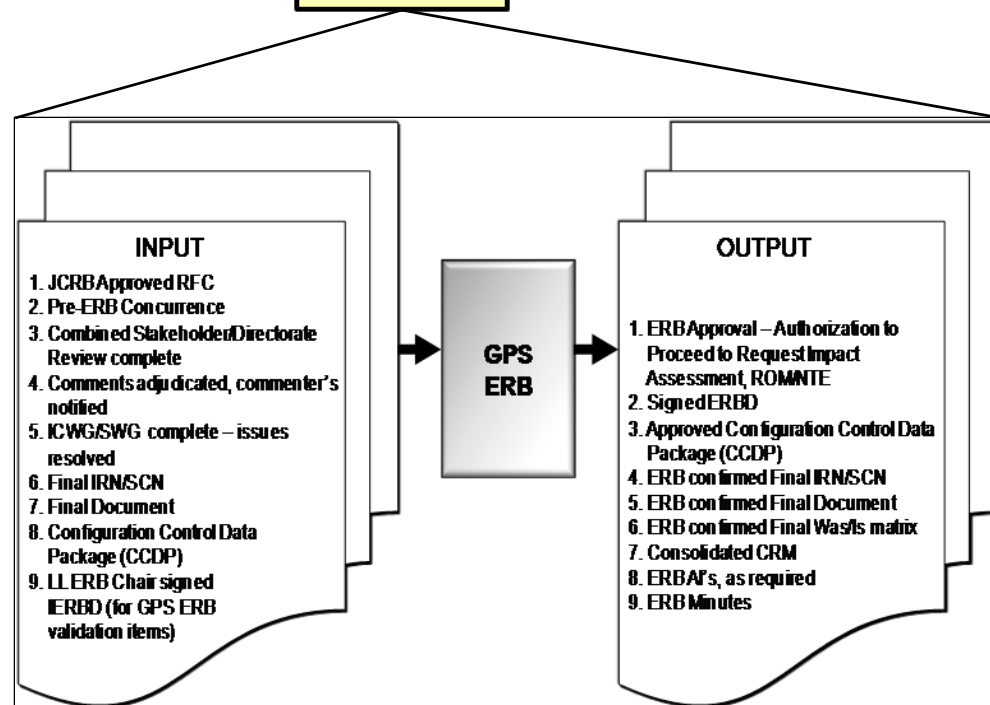 INPUT
1. JCRB Approved RFC
2. Pre-ERB Concurrence
3. Combined Stakeholder/Directorate
Review complete
4. Comments adjudicated, commenter's
notified
5. ICWG/SWG complete – issues
resolved
6. Final IRN/SCN
7. Final Document
8. Configuration Control Data
Package (CCDP)
9. LL ERB Chair signed
IERBD (for GPS ERB
validation items)
GPS
ERB
OUTPUT
1. ERB Approval – Authorization to
Proceed to Request Impact
Assessment, ROM/NTE
2. Signed ERBD
3. Approved Configuration Control Data
Package (CCDP)
4. ERB confirmed Final IRN/SCN
5. ERB confirmed Final Document
6. ERB confirmed Final Was/Is matrix
7. Consolidated CRM
8. ERB AI's, as required
9. ERB Minutes